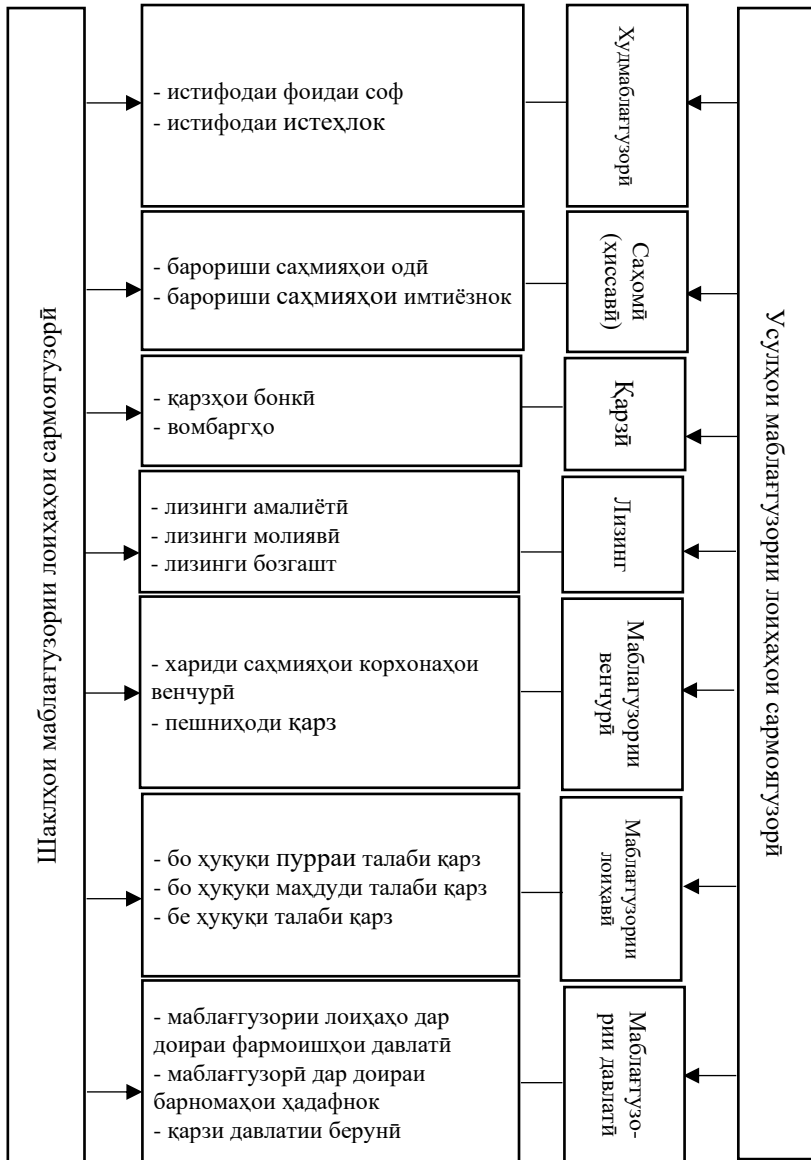 Шаклҳои маблағгузории лоиҳаҳои сармоягузорӣ
- истифодаи фоидаи соф
- истифодаи истеҳлок
Худмаблағгузорӣ
- барориши саҳмияҳои одӣ
- барориши саҳмияҳои имтиёзнок
Саҳомӣ
(ҳиссавӣ)
- қарзҳои бонкӣ
- вомбаргҳо
Қарзӣ
- лизинги амалиётӣ
- лизинги молиявӣ
- лизинги бозгашт
Лизинг
- хариди саҳмияҳои корхонаҳои
венчурӣ
- пешниҳоди қарз
Маблагузории
венчурӣ
- бо ҳуқуқи пурраи талаби қарз
- бо ҳуқуқи маҳдуди талаби қарз
- бе ҳуқуқи талаби қарз
Маблағгузории
лоиҳавӣ
- маблағгузории лоиҳаҳо дар
доираи фармоишҳои давлатӣ
- маблағгузорӣ дар доираи
барномаҳои ҳадафнок
- қарзи давлатии берунӣ
Маблағгузо-
рии давлатӣ
Усулҳои маблағгузории лоиҳаҳои сармоягузорӣ